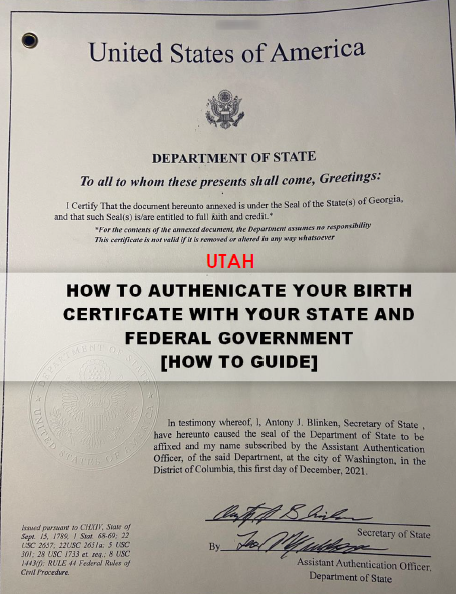 United States of America
DEPARTMENT OF STATE
To all to whom these presents shall come, Greetings:
I Certify That the document hereunto annexed is under the Seal of the State(s) of Georgia,
and that such Seal(s) is/are entitled to full faith and credit.*
*For the contents of the annexed document, the Department assumes no responsibility
This certificate is not valid if it is removed or altered in any way whatsoever
UTAH
HOW TO AUTHENICATE YOUR BIRTH
CERTIFCATE WITH YOUR STATE AND
FEDERAL GOVERNMENT
[HOW TO GUIDE]
In testimony whereof, I, Antony J. Blinken, Secretary of State ,
have hereunto caused the seal of the Department of State to be
affixed and my name subscribed by the Assistant Authentication
Officer, of the said Department, at the city of Washington, in the
District of Columbia, this first day of December, 2021.
Issued pursuant to CHXIV, State of
Sept. 15, 1789, 1 Stat. 68-69; 22
USC 2657; 22USC 2651a; 5 USC
301; 28 USC 1733 et. seq.; 8 USC
1443(f); RULE 44 Federal Rules of
Civil Procedure.
Secretary of State
By
Assistant Authentication Officer,
Department of State